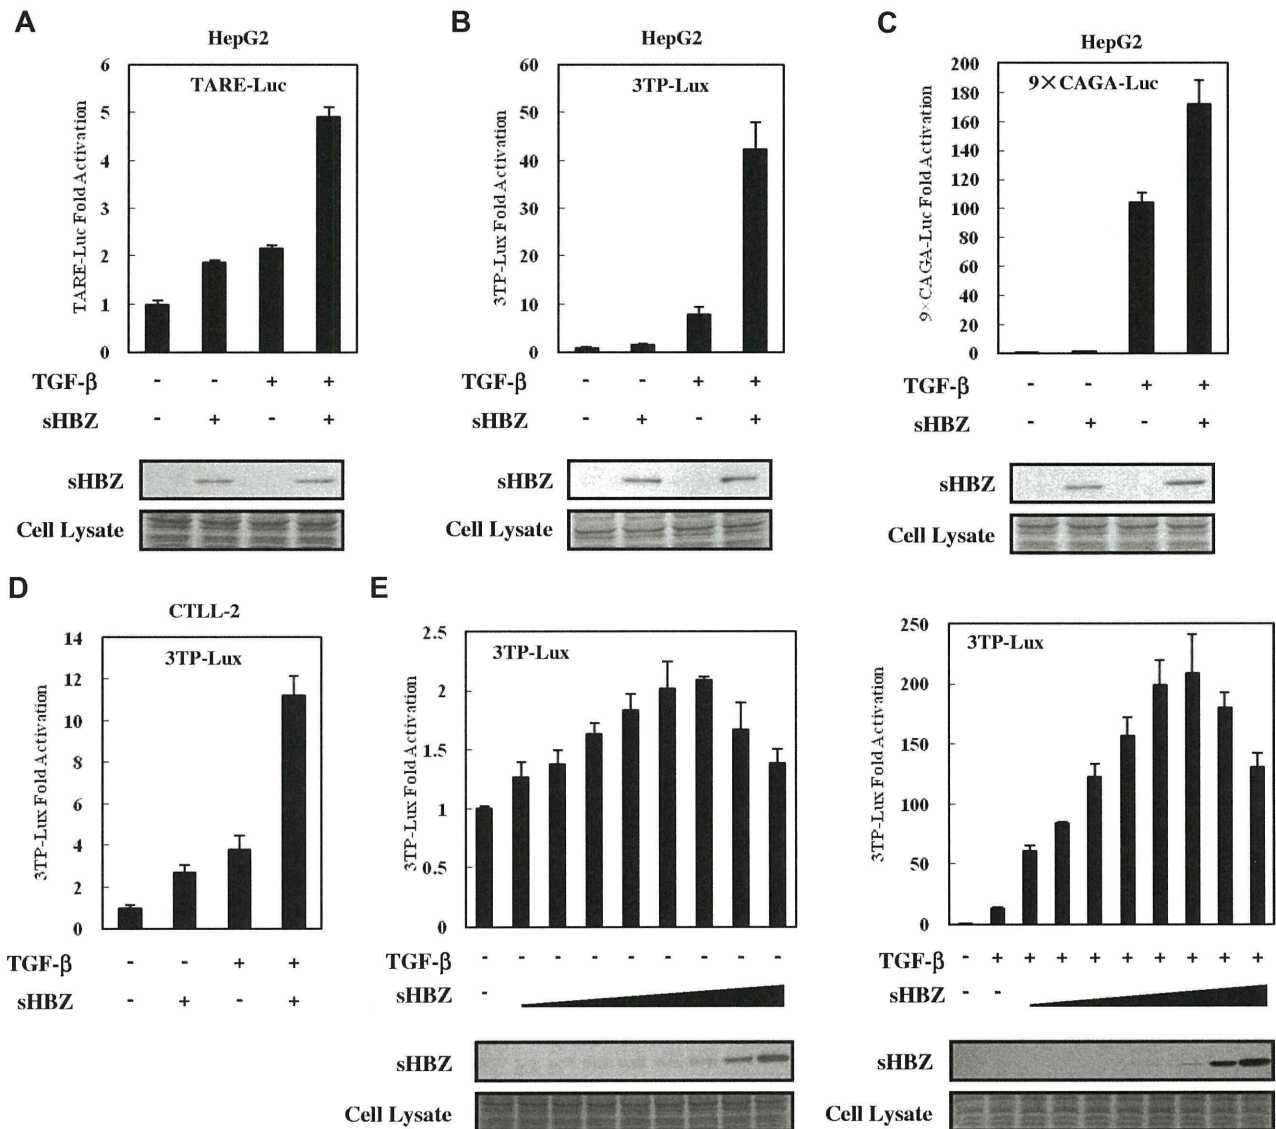 A
HepG2
TARE-Luc
TARE-Luc Fold Activation
6
5
4
3
2
1
0
TGF-β - - + +
sHBZ - + - +
sHBZ
Cell Lysate
B
HepG2
3TP-Lux
3TP-Lux Fold Activation
60
50
40
30
20
10
0
TGF-β - - + +
sHBZ - + - +
sHBZ
Cell Lysate
C
HepG2
9×CAGA-Luc
9×CAGA-Luc Fold Activation
200
180
160
140
120
100
80
60
40
20
0
TGF-β - - + +
sHBZ - + - +
sHBZ
Cell Lysate
D
CTLL-2
3TP-Lux
3TP-Lux Fold Activation
14
12
10
8
6
4
2
0
TGF-β - - + +
sHBZ - + - +
E
3TP-Lux
3TP-Lux Fold Activation
2.5
2
1.5
1
0.5
0
TGF-β - - - - - - - - -
sHBZ -
sHBZ
Cell Lysate
3TP-Lux
3TP-Lux Fold Activation
250
200
150
100
50
0
TGF-β - + + + + + + + + +
sHBZ - -
sHBZ
Cell Lysate